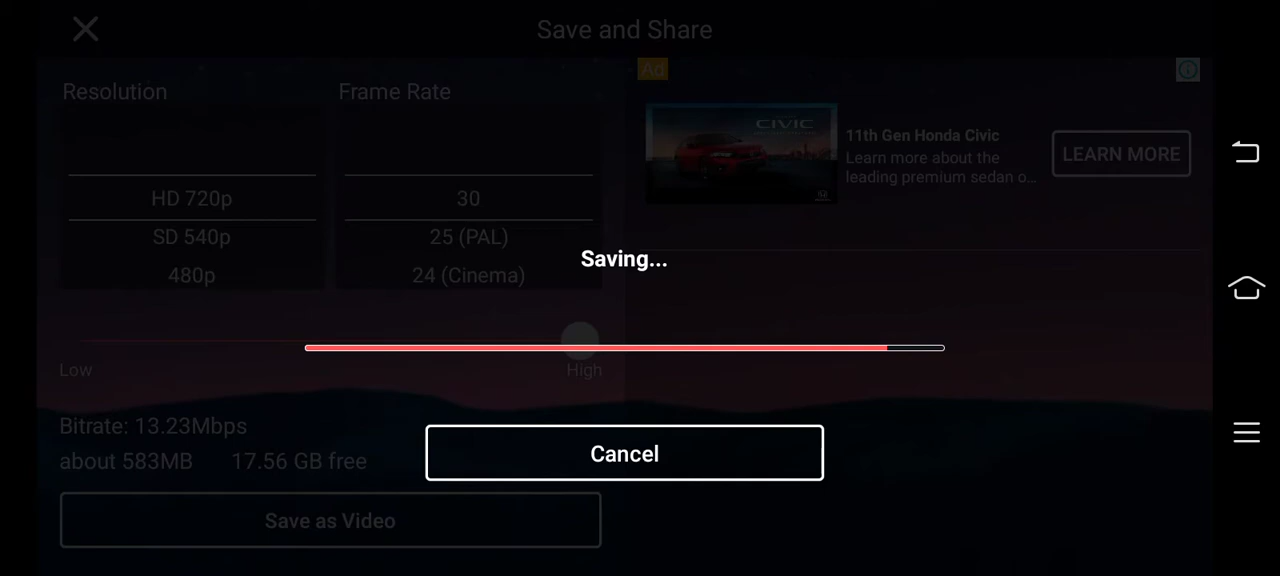 Save and Share
Resolution
Frame Rate
HD 720p
30
SD 540p
25 (PAL)
480p
24 (Cinema)
Low
High
Bitrate: 13.23Mbps
about 583MB 17.56 GB free
Save as Video
Ad
CIVIC
11th Gen Honda Civic
Learn more about the
leading premium sedan o...
LEARN MORE
Saving...
Cancel